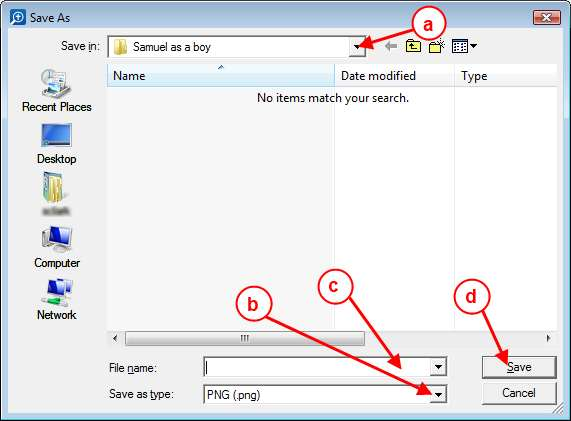 Save As
a
Save in:
Samuel as a boy
Name
Date modified
Type
No items match your search.
Recent Places
Desktop
Computer
Network
b
c
d
File name:
Save
Save as type:
PNG (.png)
Cancel